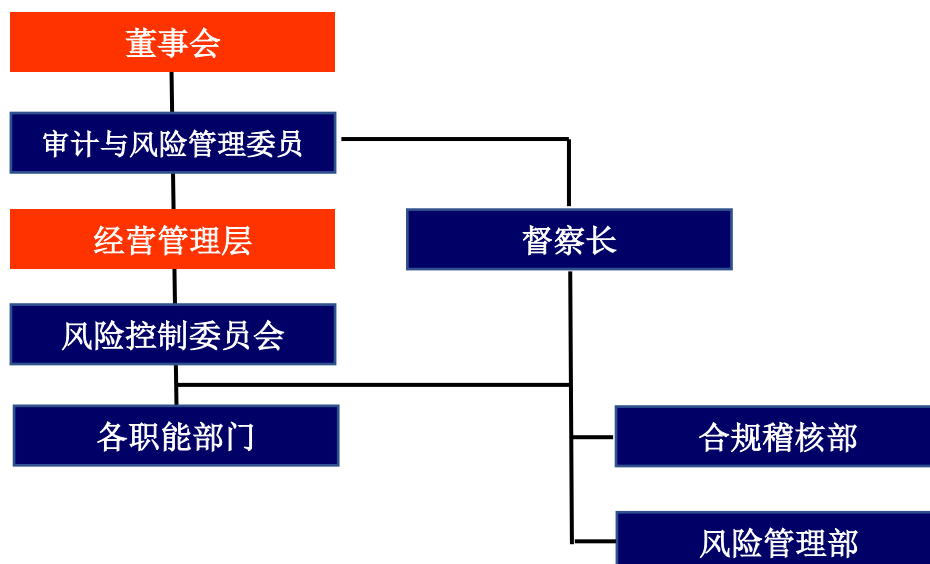 董事会
审计与风险管理委员
经营管理层
督察长
风险控制委员会
各职能部门
合规稽核部
风险管理部